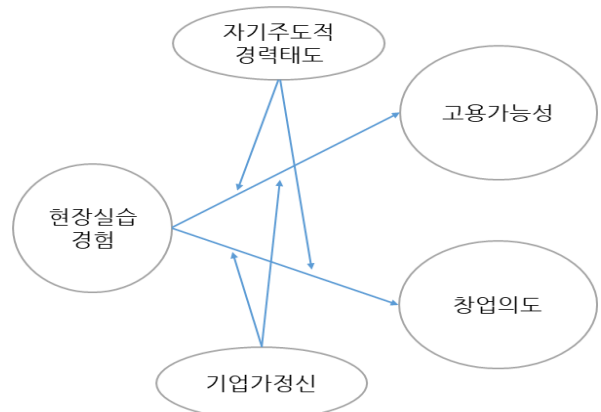 자기주도적
경력태도
고용가능성
현장실습
경험
창업의도
기업가정신